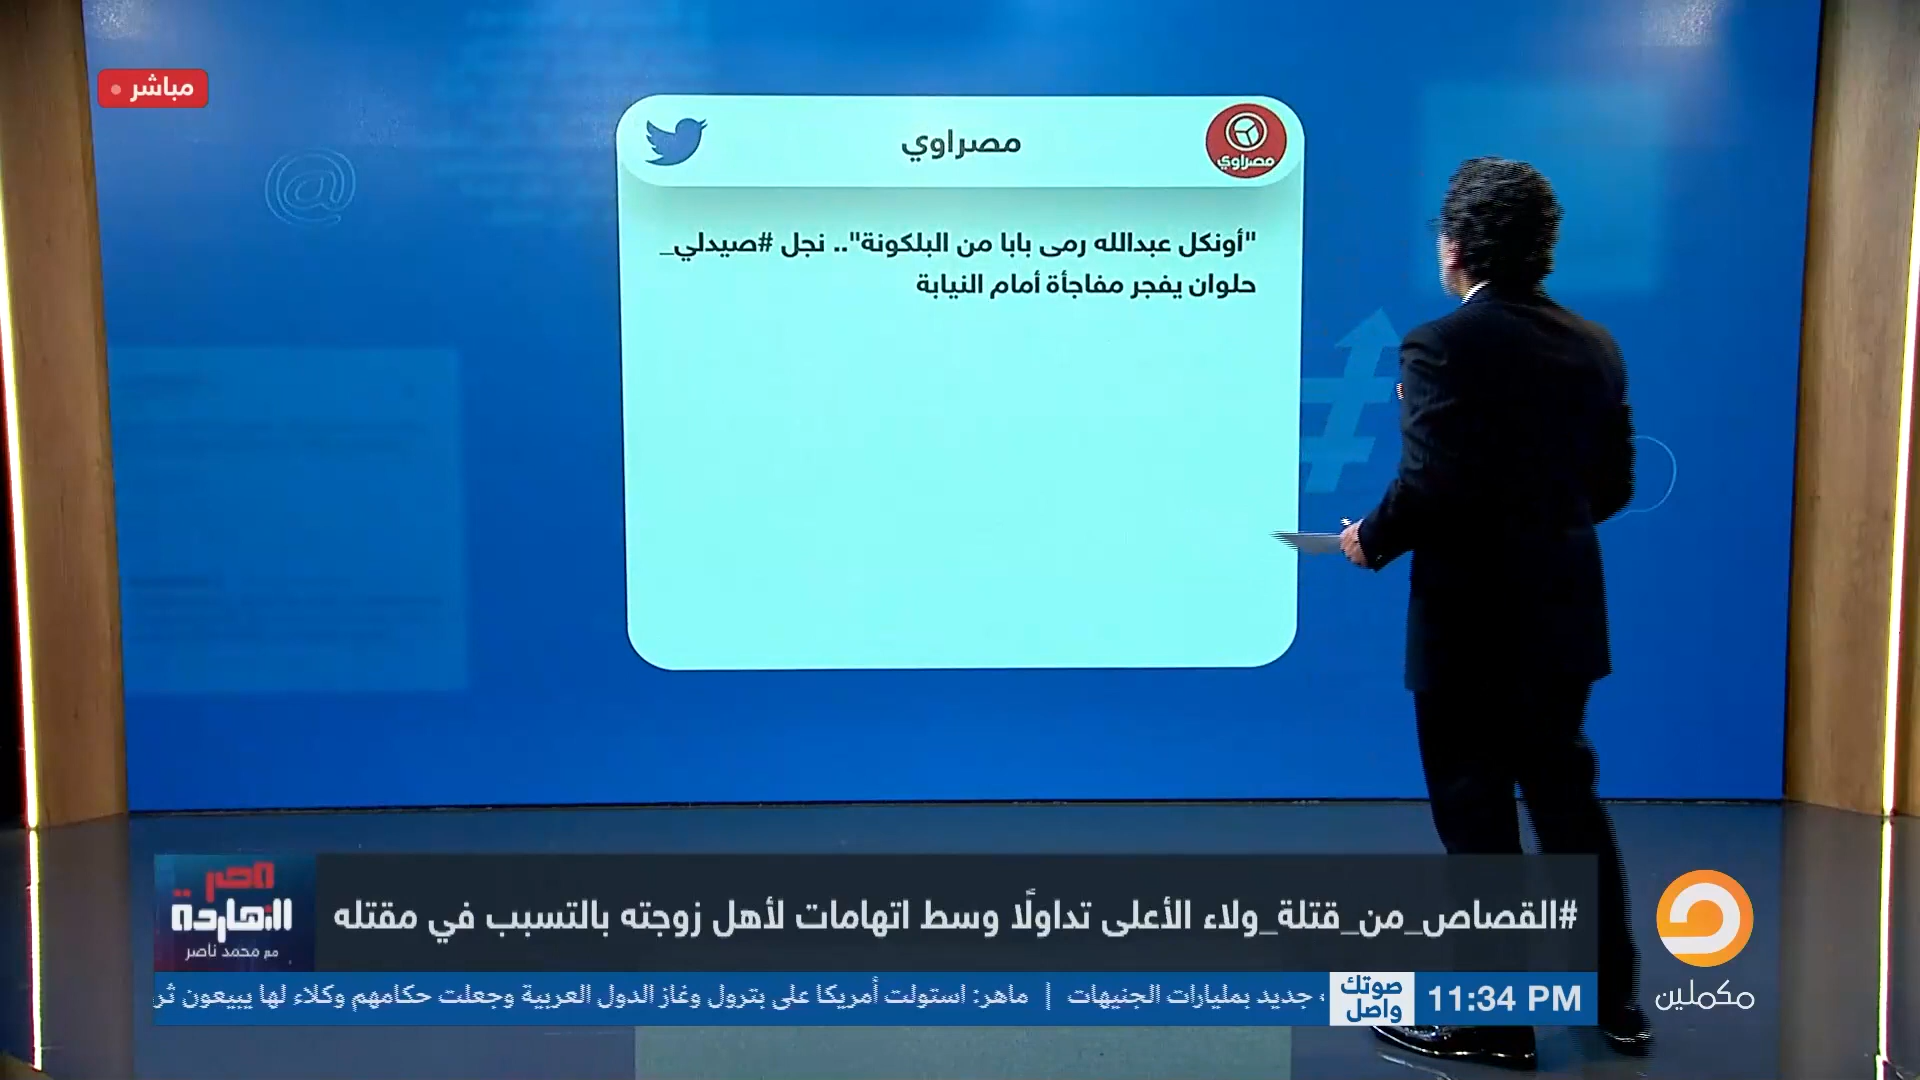 مباشر
مصراوي
مصراوي
"أونكل عبدالله رمى بابا من البلكونة".. نجل #صيدلي_
حلوان يفجر مفاجأة أمام النيابة
#القصاص_من_قتلة_ولاء الأعلى تداولًا وسط اتهامات لأهل زوجته بالتسبب في مقتله
مصر
النهاردة
مع محمد ناصر
11:34 PM
صوتك
واصل
جديد بمليارات الجنيهات | ماهر: استولت أمريكا على بترول وغاز الدول العربية وجعلت حكامهم وكلاء لها يبيعون
مكملين